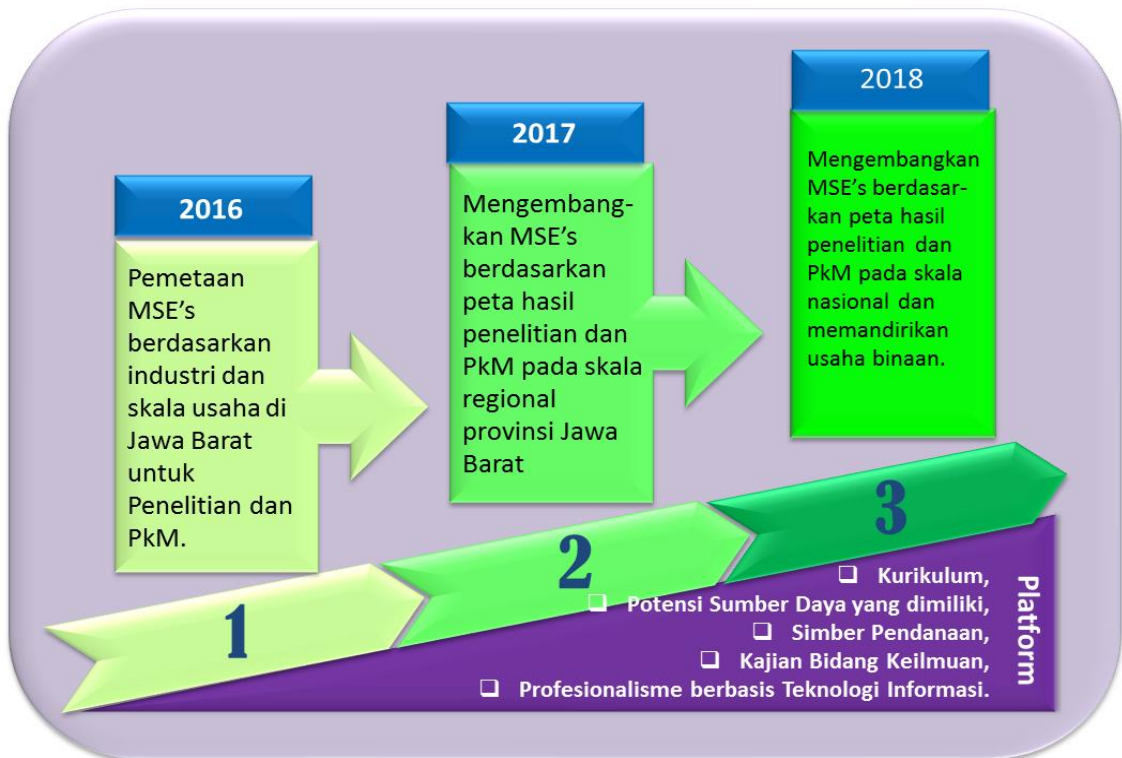 2016
Pemetaan
MSE's
berdasarkan
industri dan
skala usaha di
Jawa Barat
untuk
Penelitian dan
PkM.
2017
Mengembang-
kan MSE's
berdasarkan
peta hasil
penelitian dan
PkM pada skala
regional
provinsi Jawa
Barat
2018
Mengembangkan
MSE's berdasar-
kan peta hasil
penelitian dan
PkM pada skala
nasional dan
memandirikan
usaha binaan.
1
2
3
Kurikulum,
Potensi Sumber Daya yang dimiliki,
Simber Pendanaan,
Kajian Bidang Keilmuan,
Profesionalisme berbasis Teknologi Informasi.
Platform